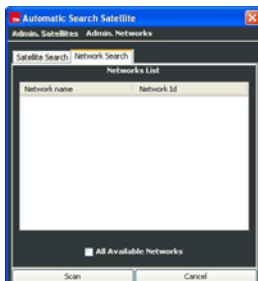 Automatic Search Satellite
Admin. Satellites Admin. Networks
Satellite Search Network Search
Networks List
Network name Network Id
All Available Networks
Scan Cancel